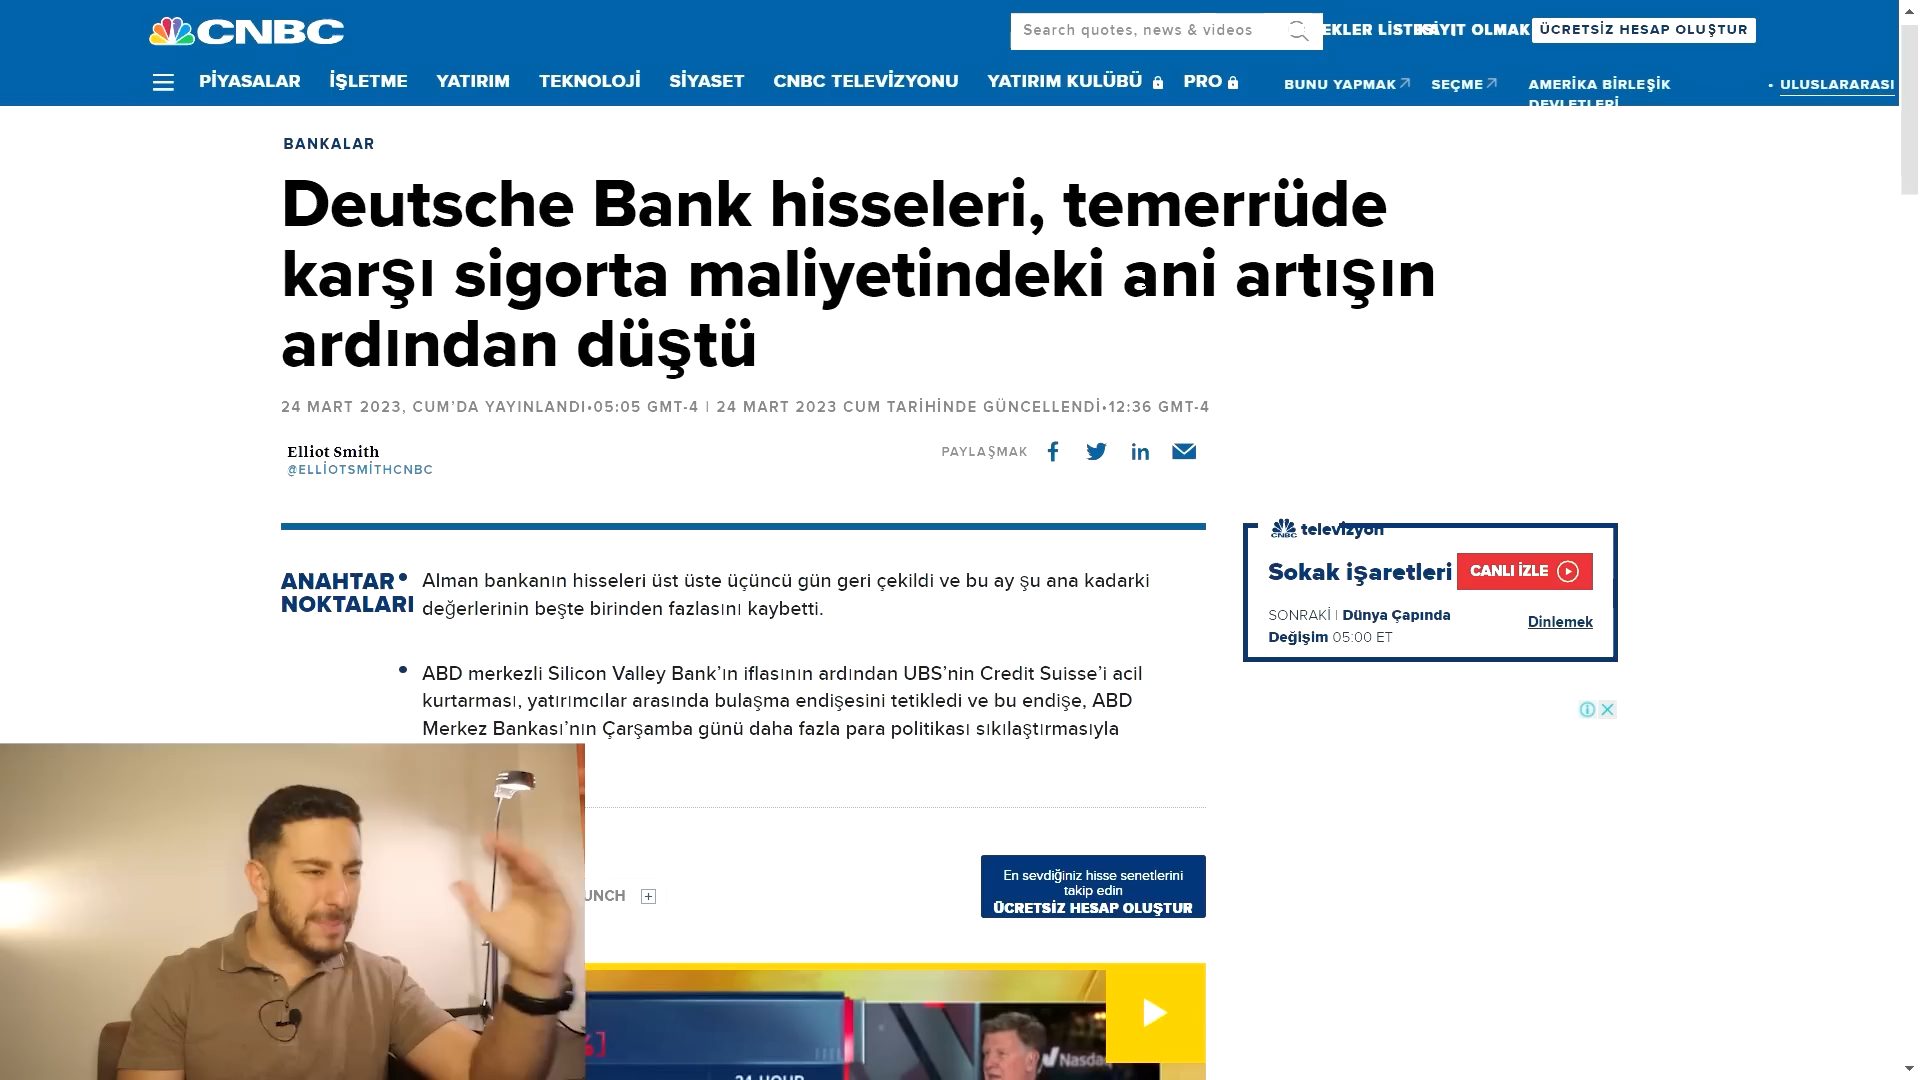 CNBC
Search quotes, news & videos
ÜCRETSİZ HESAP OLUŞTUR
PİYASALAR İŞLETME YATIRIM TEKNOLOJİ SİYASET CNBC TELEVİZYONU YATIRIM KULÜBÜ PRO BUNU YAPMAK SEÇME AMERİKA BİRLEŞİK DEVLETLERİ • ULUSLARARASI
BANKALAR
Deutsche Bank hisseleri, temerrüde
karşı sigorta maliyetindeki ani artışın
ardından düştü
24 MART 2023, CUM'DA YAYINLANDI•05:05 GMT-4 | 24 MART 2023 CUM TARİHİNDE GÜNCELLENDİ•12:36 GMT-4
Elliot Smith
@ELLİOTSMİTHCNBC
PAYLAŞMAK
ANAHTAR
NOKTALARI
• Alman bankanın hisseleri üst üste üçüncü gün geri çekildi ve bu ay şu ana kadarki
değerlerinin beşte birinden fazlasını kaybetti.
• ABD merkezli Silicon Valley Bank'ın iflasının ardından UBS'nin Credit Suisse'i acil
kurtarması, yatırımcılar arasında bulaşma endişesini tetikledi ve bu endişe, ABD
Merkez Bankası'nın Çarşamba günü daha fazla para politikası sıkılaştırmasıyla
CNBC televizyon
Sokak işaretleri CANLI İZLE
SONRAKİ | Dünya Çapında
Değişim 05:00 ET
Dinlemek
UNCH
En sevdiğiniz hisse senetlerini
takip edin
ÜCRETSİZ HESAP OLUŞTUR
24 HOUR